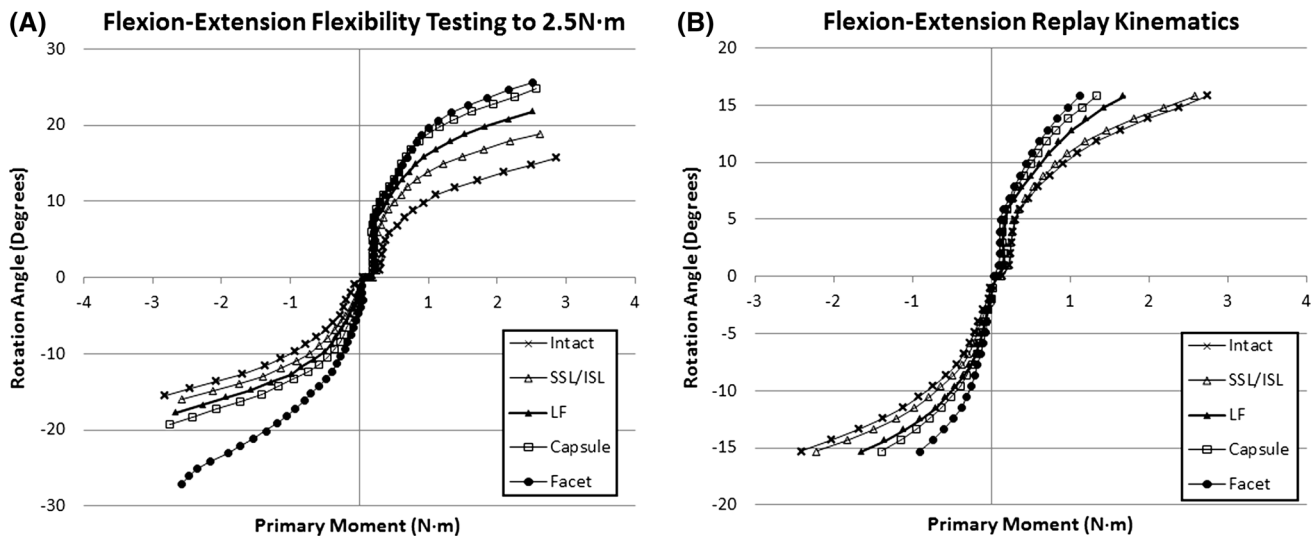 (A) Flexion-Extension Flexibility Testing to 2.5N·m
30
20
10
0
-10
-20
-30
-4 -3 -2 -1 0 1 2 3 4
Rotation Angle (Degrees)
Primary Moment (N·m)
Intact
SSL/ISL
LF
Capsule
Facet
(B) Flexion-Extension Replay Kinematics
20
15
10
5
0
-5
-10
-15
-20
-3 -2 -1 0 1 2 3 4
Rotation Angle (Degrees)
Primary Moment (N·m)
Intact
SSL/ISL
LF
Capsule
Facet